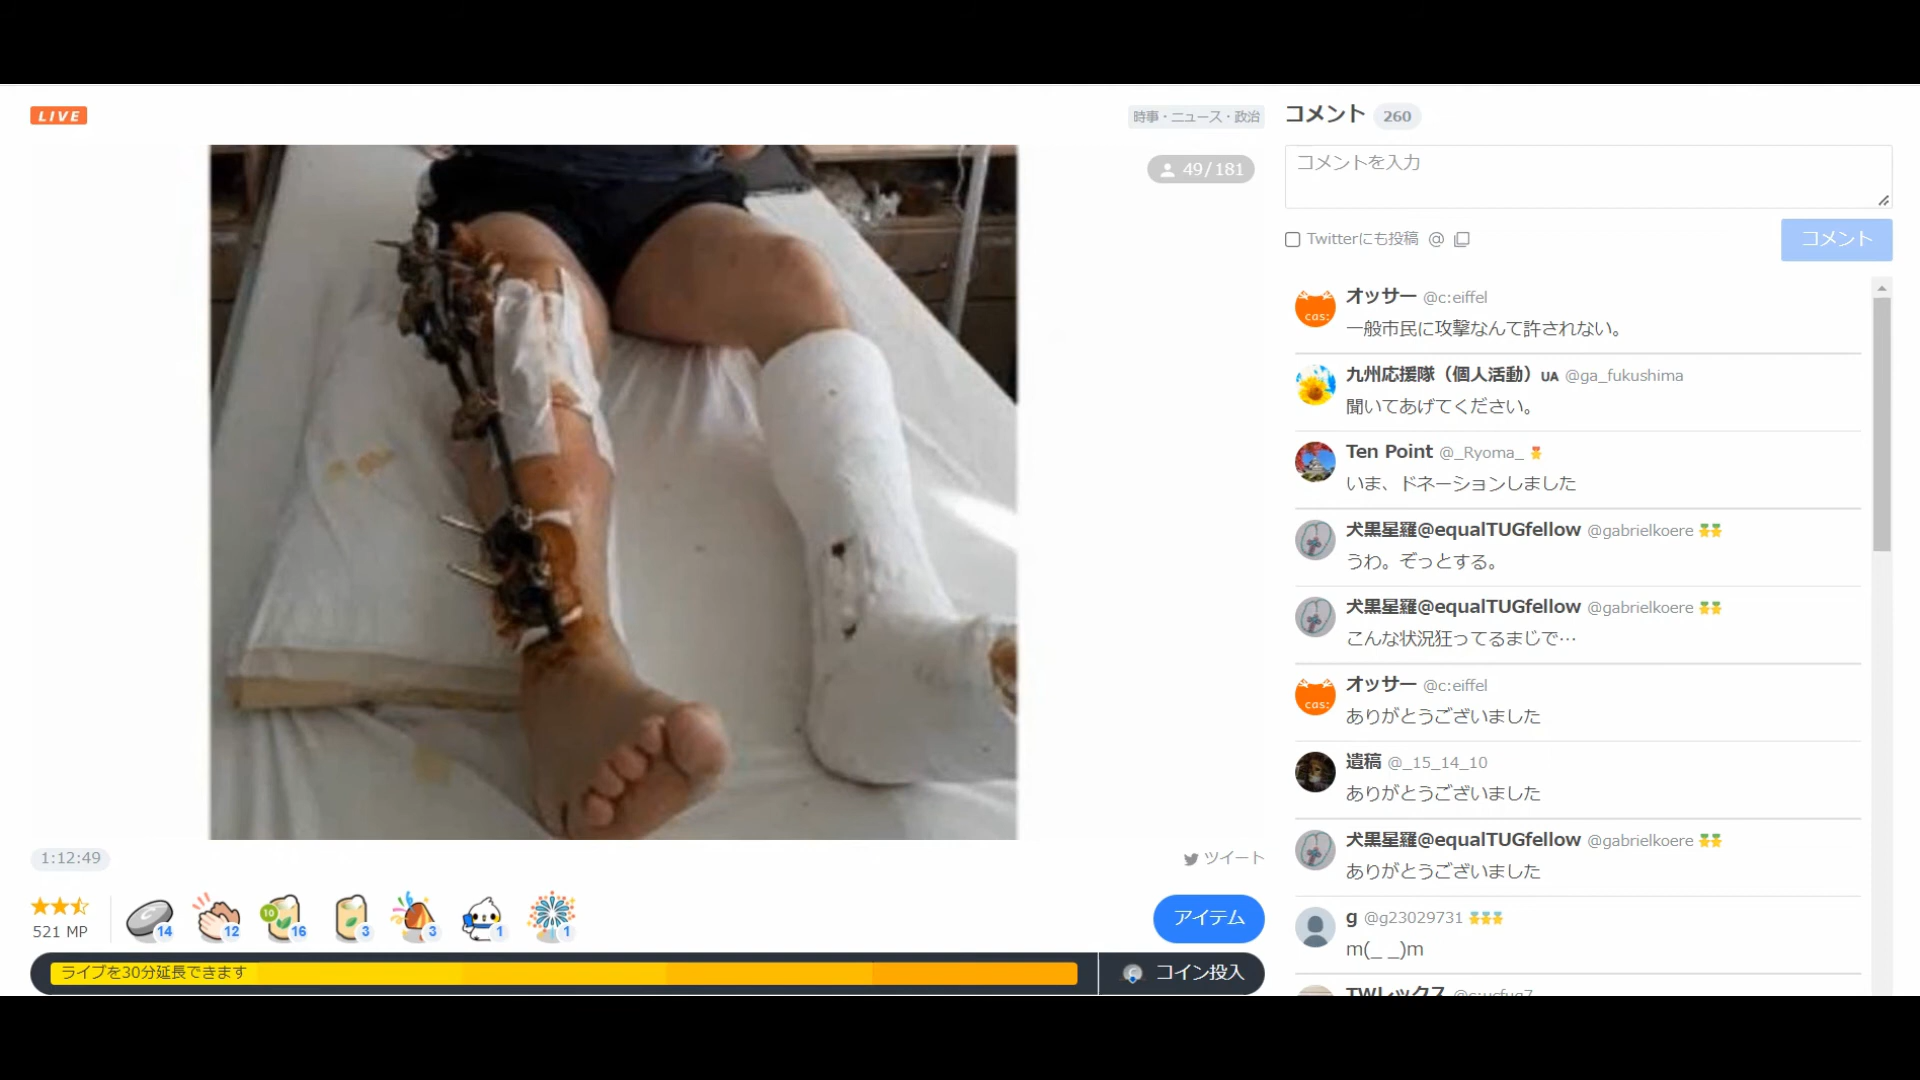 LIVE
時事・ニュース・政治
49/181
コメント 260
コメントを入力
Twitterにも投稿 @
コメント
オッサー @c:eiffel
一般市民に攻撃なんて許されない。
九州応援隊（個人活動）UA @ga_fukushima
聞いてあげてください。
Ten Point @_Ryoma_
いま、ドネーションしました
犬黒星羅@equalTUGfellow @gabrielkoere
うわ。ぞっとする。
犬黒星羅@equalTUGfellow @gabrielkoere
こんな状況狂ってるまじで…
オッサー @c:eiffel
ありがとうございました
遺稿 @_15_14_10
ありがとうございました
犬黒星羅@equalTUGfellow @gabrielkoere
ありがとうございました
g @g23029731
m(_ _)m
TWレックス
cas:
cas:
1:12:49
ツイート
521 MP
14
12
10
16
3
3
1
1
アイテム
ライブを30分延長できます
コイン投入